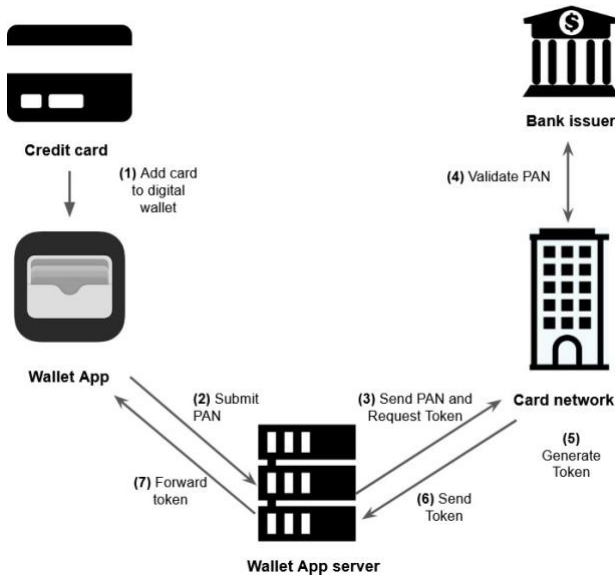 $
Credit card
Bank issuer
(1) Add card
to digital
wallet
(4) Validate PAN
Wallet App
Card network
(2) Submit
PAN
(3) Send PAN and
Request Token
(5)
Generate
Token
(7) Forward
token
(6) Send
Token
Wallet App server